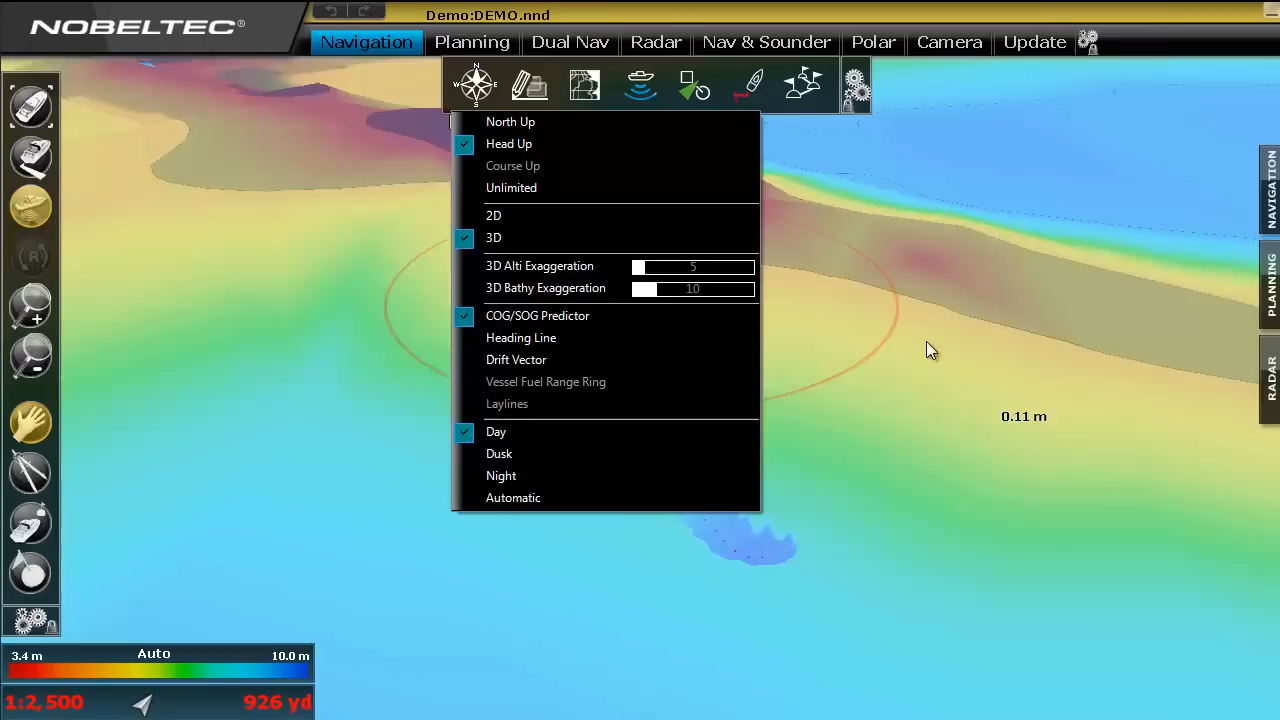 NOBELTEC®
Demo:DEMO.nnd
Navigation Planning Dual Nav Radar Nav & Sounder Polar Camera Update
N
W E
S
North Up
Head Up
Course Up
Unlimited
2D
3D
3D Alti Exaggeration 5
3D Bathy Exaggeration 10
COG/SOG Predictor
Heading Line
Drift Vector
Vessel Fuel Range Ring
Laylines
Day
Dusk
Night
Automatic
NAVIGATION
PLANNING
RADAR
0.11 m
R
3.4 m Auto 10.0 m
1:2,500 926 yd